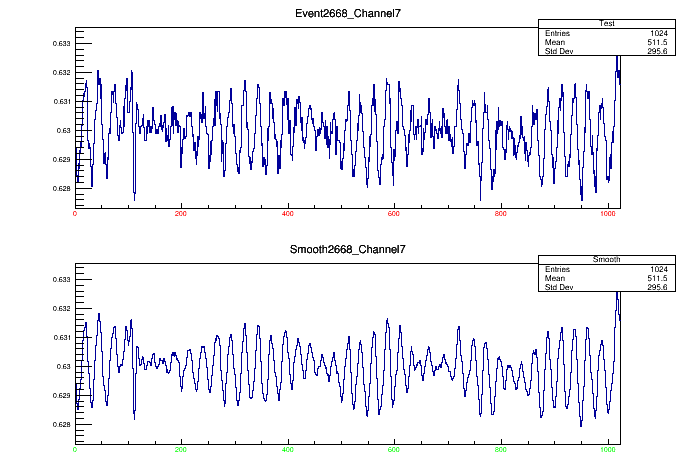 Event2668_Channel7
Test
Entries 1024
Mean 511.5
Std Dev 295.6
0.633
0.632
0.631
0.63
0.629
0.628
0 200 400 600 800 1000
Smooth2668_Channel7
Smooth
Entries 1024
Mean 511.5
Std Dev 295.6
0.633
0.632
0.631
0.63
0.629
0.628
0 200 400 600 800 1000